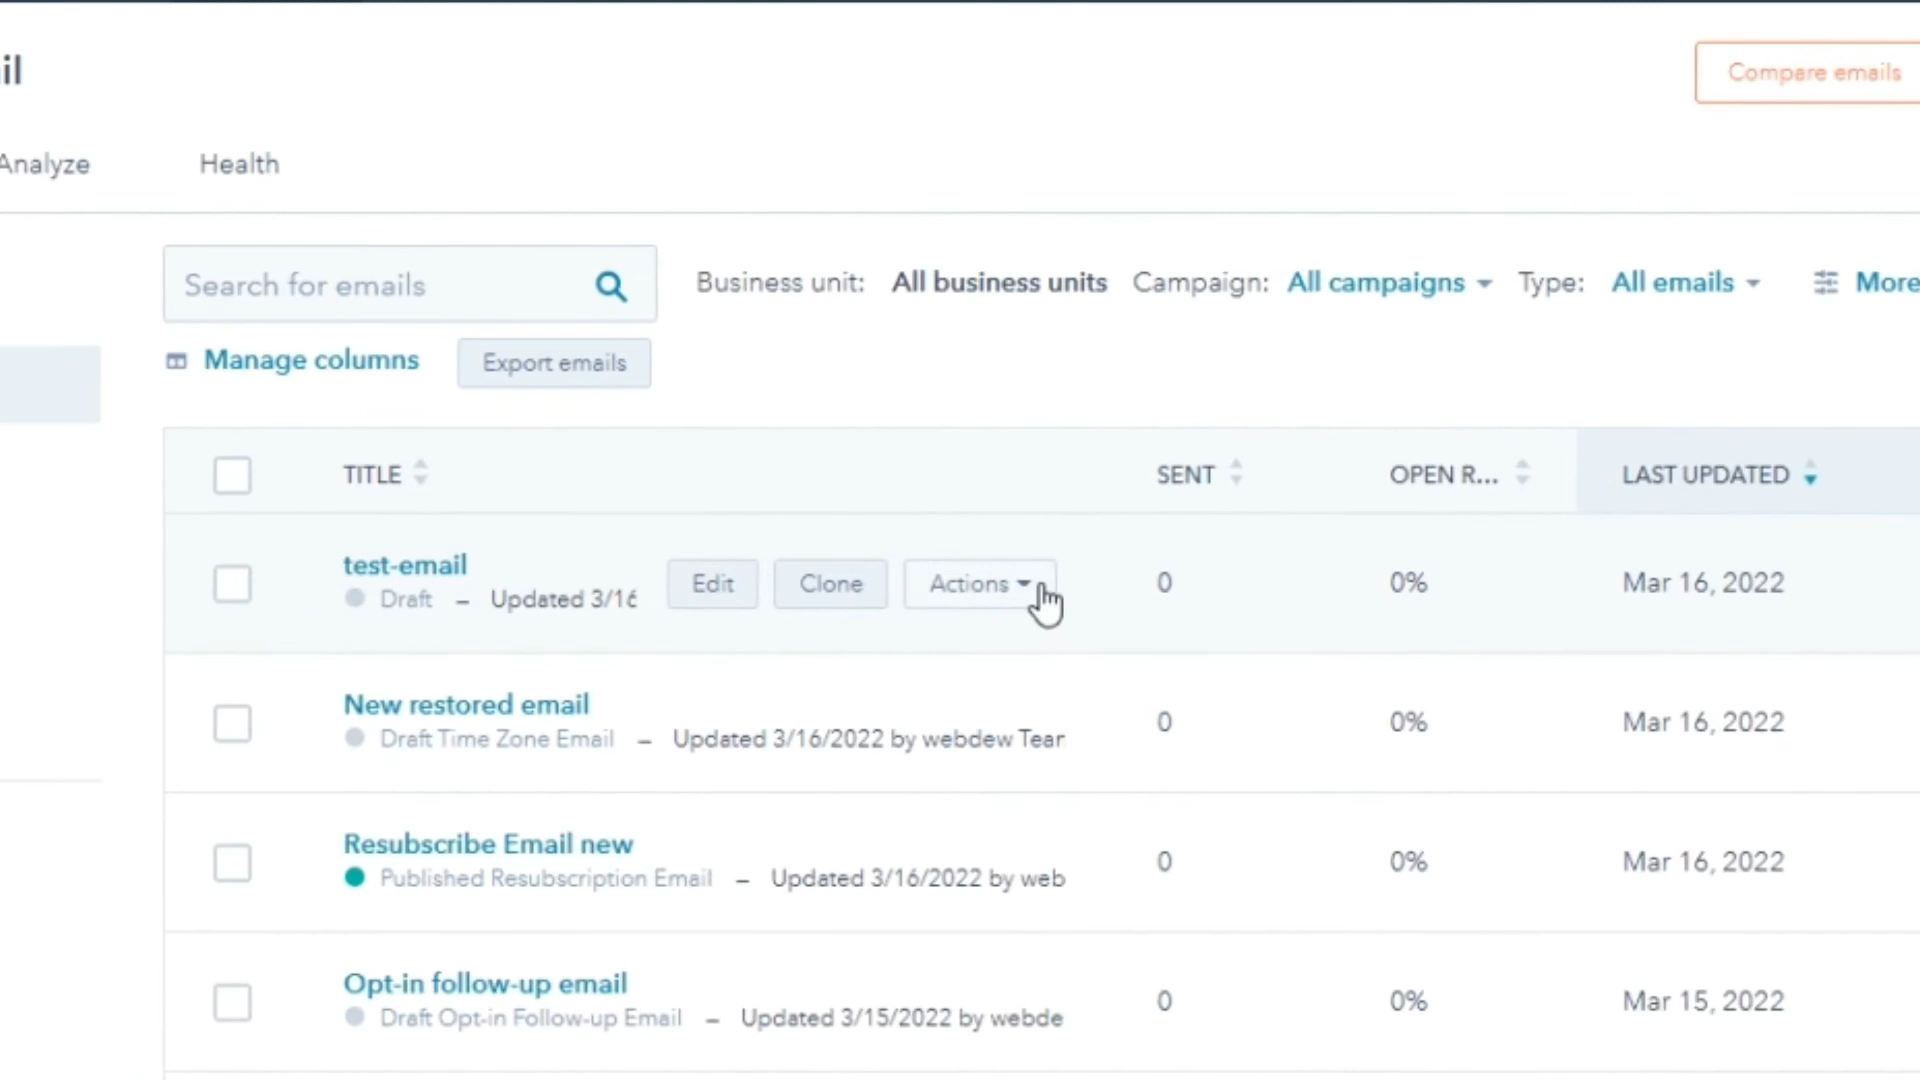 il
Compare emails
Analyze Health
Search for emails Business unit: All business units Campaign: All campaigns Type: All emails More
Manage columns Export emails
TITLE SENT OPEN R... LAST UPDATED
test-email Edit Clone Actions 0 0% Mar 16, 2022
Draft – Updated 3/16
New restored email 0 0% Mar 16, 2022
Draft Time Zone Email – Updated 3/16/2022 by webdew Tear
Resubscribe Email new 0 0% Mar 16, 2022
Published Resubscription Email – Updated 3/16/2022 by web
Opt-in follow-up email 0 0% Mar 15, 2022
Draft Opt-in Follow-up Email – Updated 3/15/2022 by webde